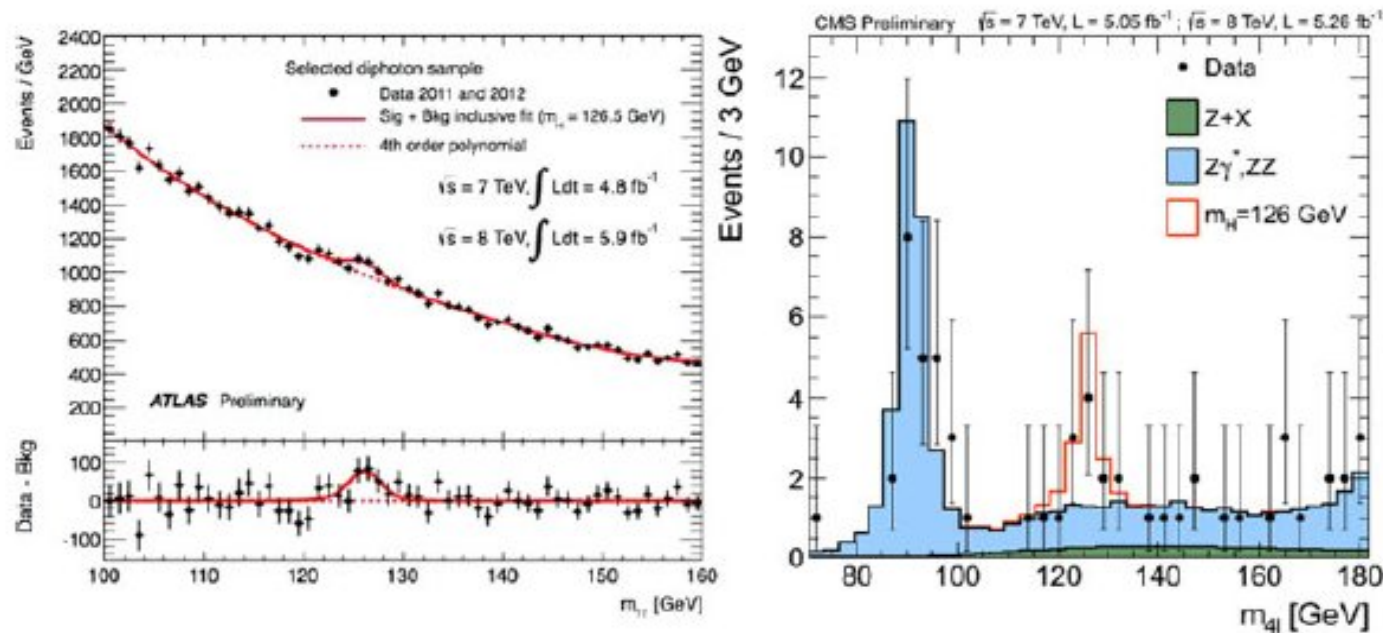 2400
2200
2000
1800
1600
1400
1200
1000
800
600
400
Events / GeV
Selected diphoton sample
Data 2011 and 2012
Sig + Bkg inclusive fit (m_H = 126.5 GeV)
4th order polynomial
√s = 7 TeV, ∫ Ldt = 4.8 fb⁻¹
√s = 8 TeV, ∫ Ldt = 5.9 fb⁻¹
ATLAS Preliminary
Data - Bkg
100
0
-100
100 110 120 130 140 150 160
m_γγ [GeV]
CMS Preliminary √s = 7 TeV, L = 5.05 fb⁻¹ ; √s = 8 TeV, L = 5.26 fb⁻¹
Events / 3 GeV
12
10
8
6
4
2
0
Data
Z+X
Zγ*,ZZ
m_H=126 GeV
80 100 120 140 160 180
m_4l [GeV]